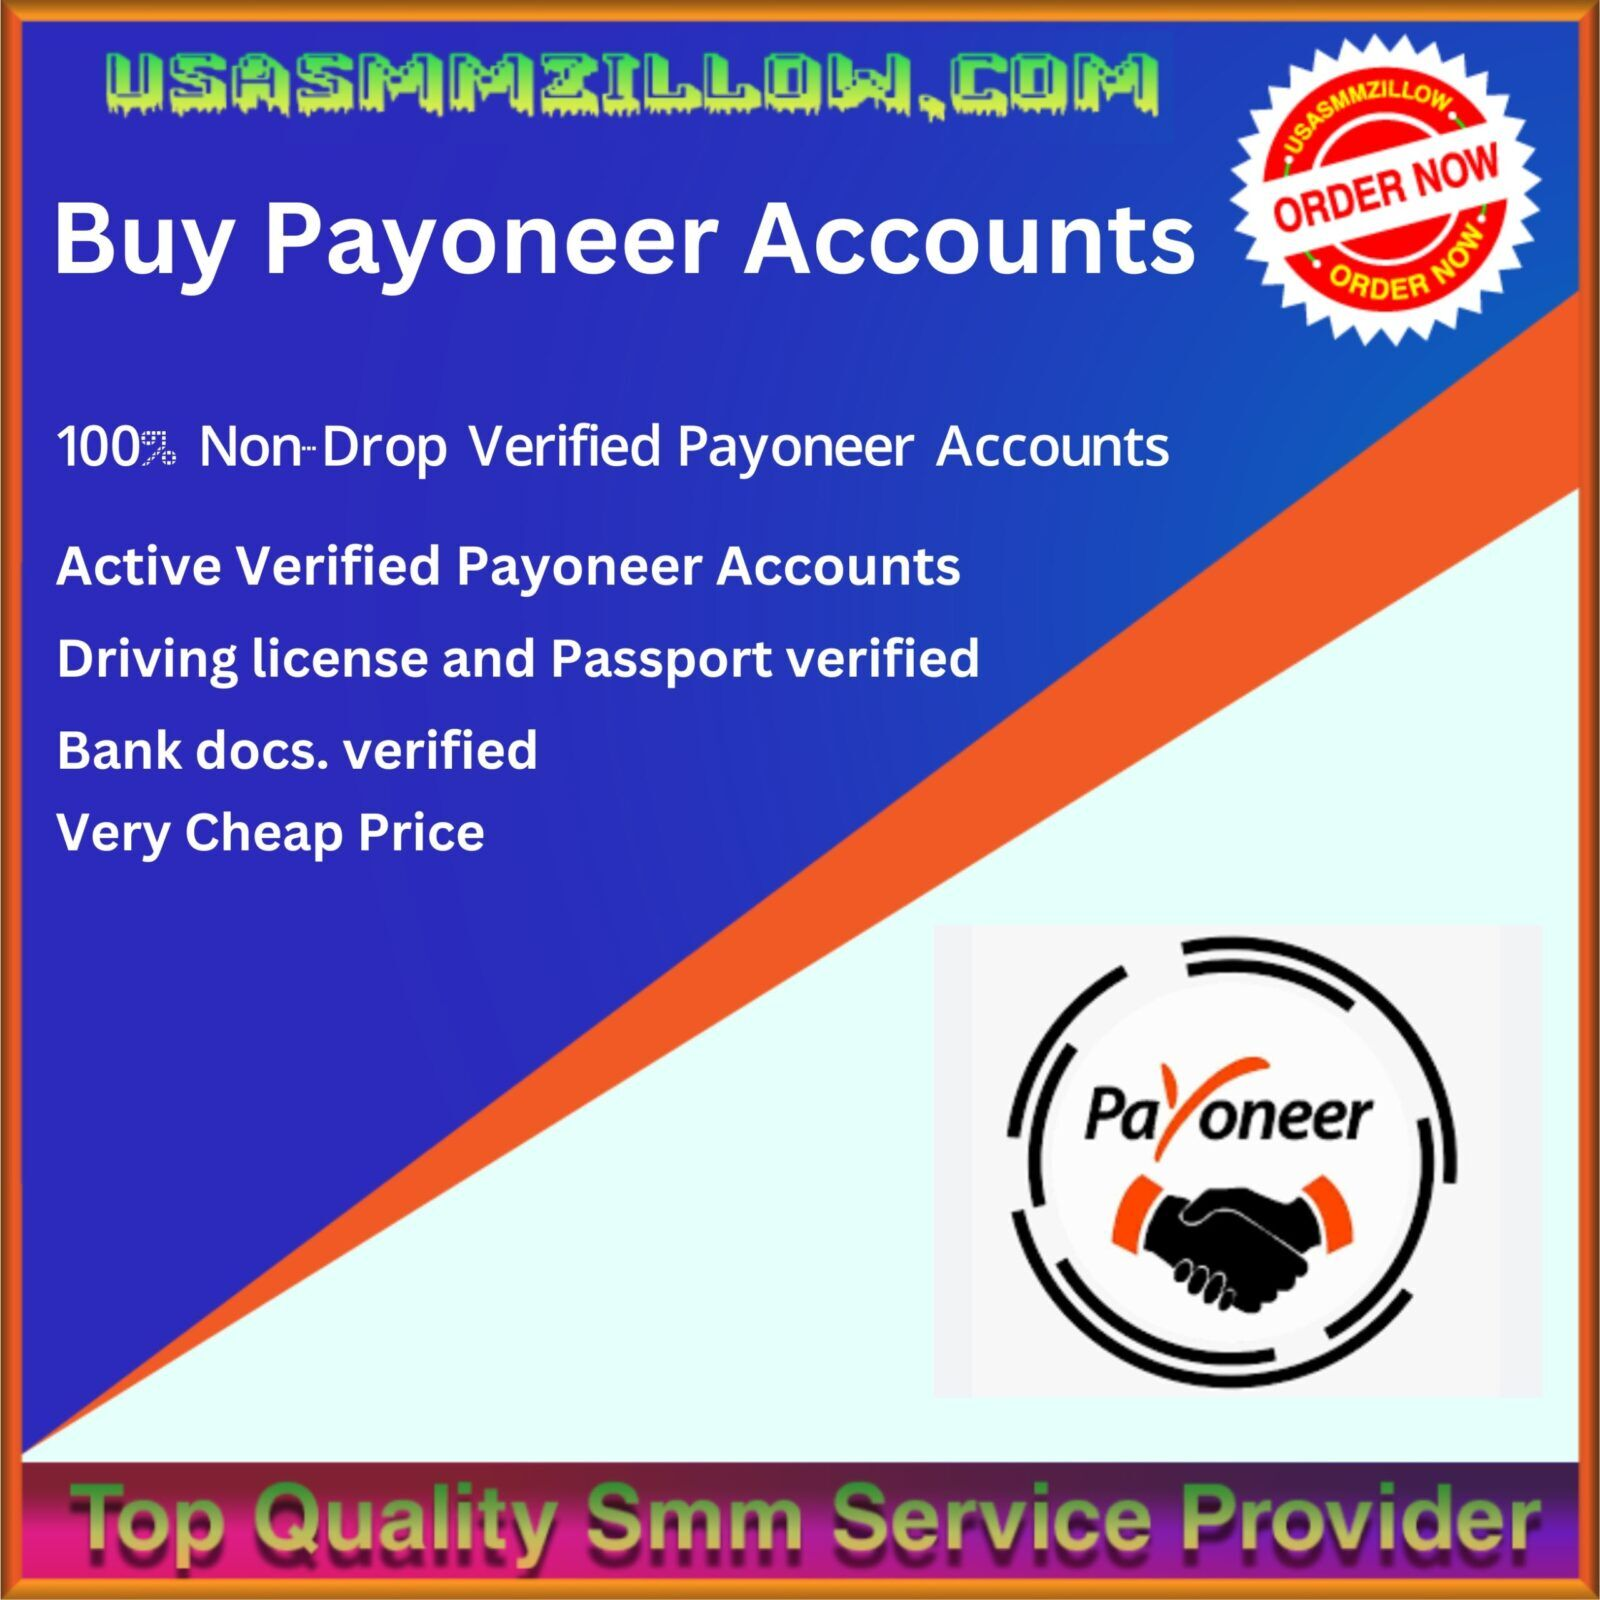 USASMMZILLOW.COM
USASMMZILLOW
ORDER NOW
ORDER NOW
Buy Payoneer Accounts
100% Non-Drop Verified Payoneer Accounts
Active Verified Payoneer Accounts
Driving license and Passport verified
Bank docs. verified
Very Cheap Price
Payoneer
Top Quality Smm Service Provider